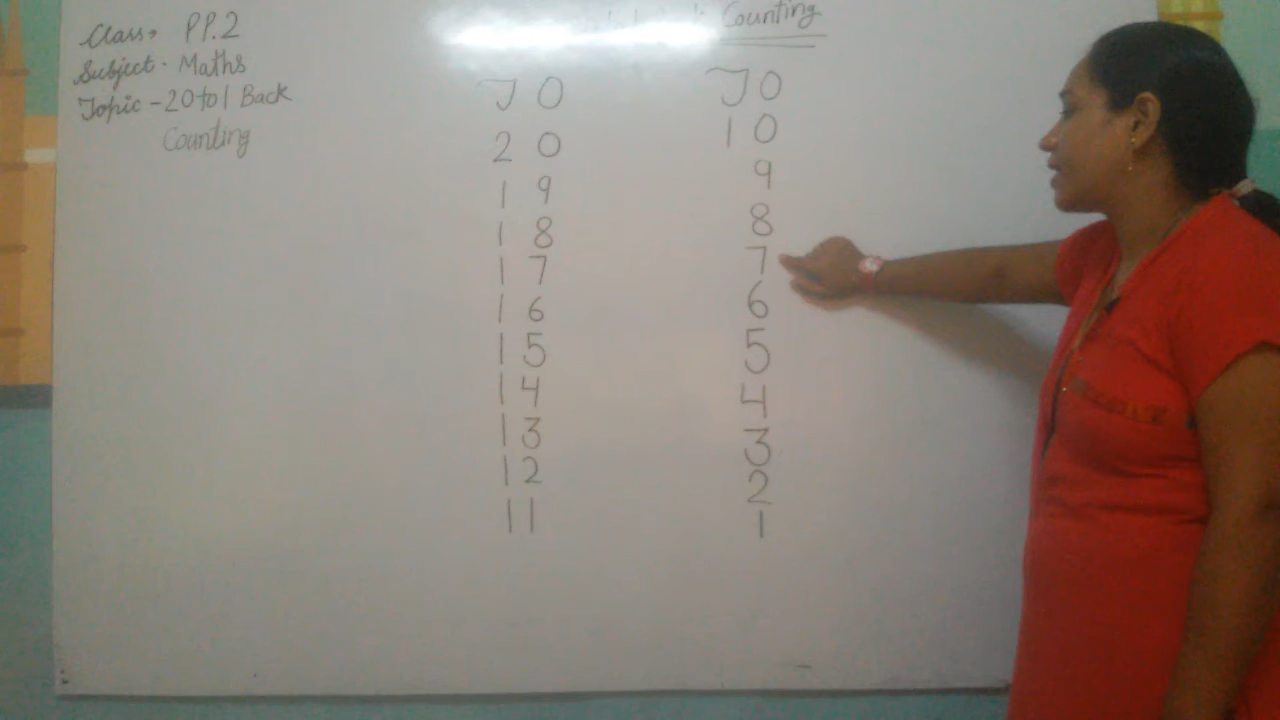 Class, PP.2
Subject. Maths
Topic - 20 to 1 Back
Counting
Counting
J O
2 0
1 9
1 8
1 7
1 6
1 5
1 4
1 3
1 2
1 1
J O
1 0
9
8
7
6
5
4
3
2
1